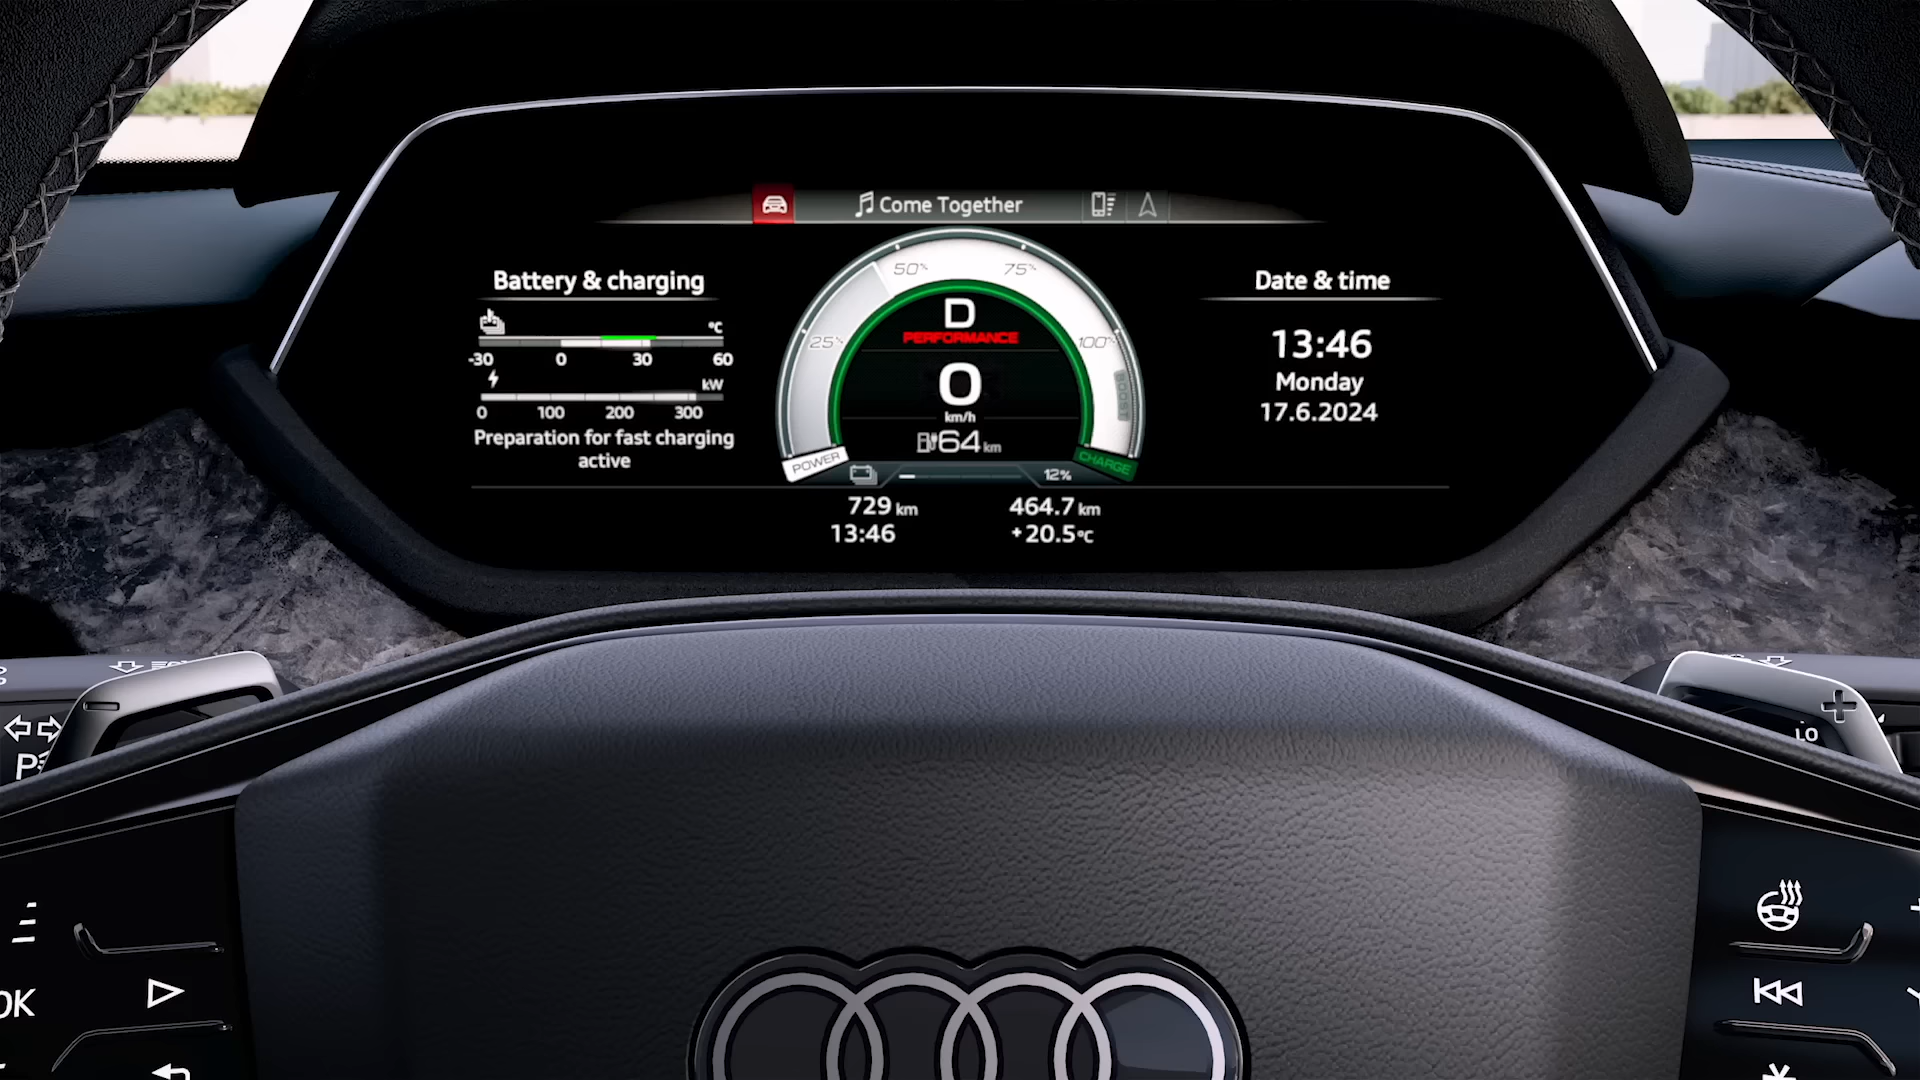 Come Together
Battery & charging
°C
-30 0 30 60
kW
0 100 200 300
Preparation for fast charging
active
50%
75%
25%
100%
D
PERFORMANCE
0
km/h
64 km
BOOST
POWER
CHARGE
12%
729 km
464.7 km
13:46
+20.5°C
Date & time
13:46
Monday
17.6.2024
P
LO
OK